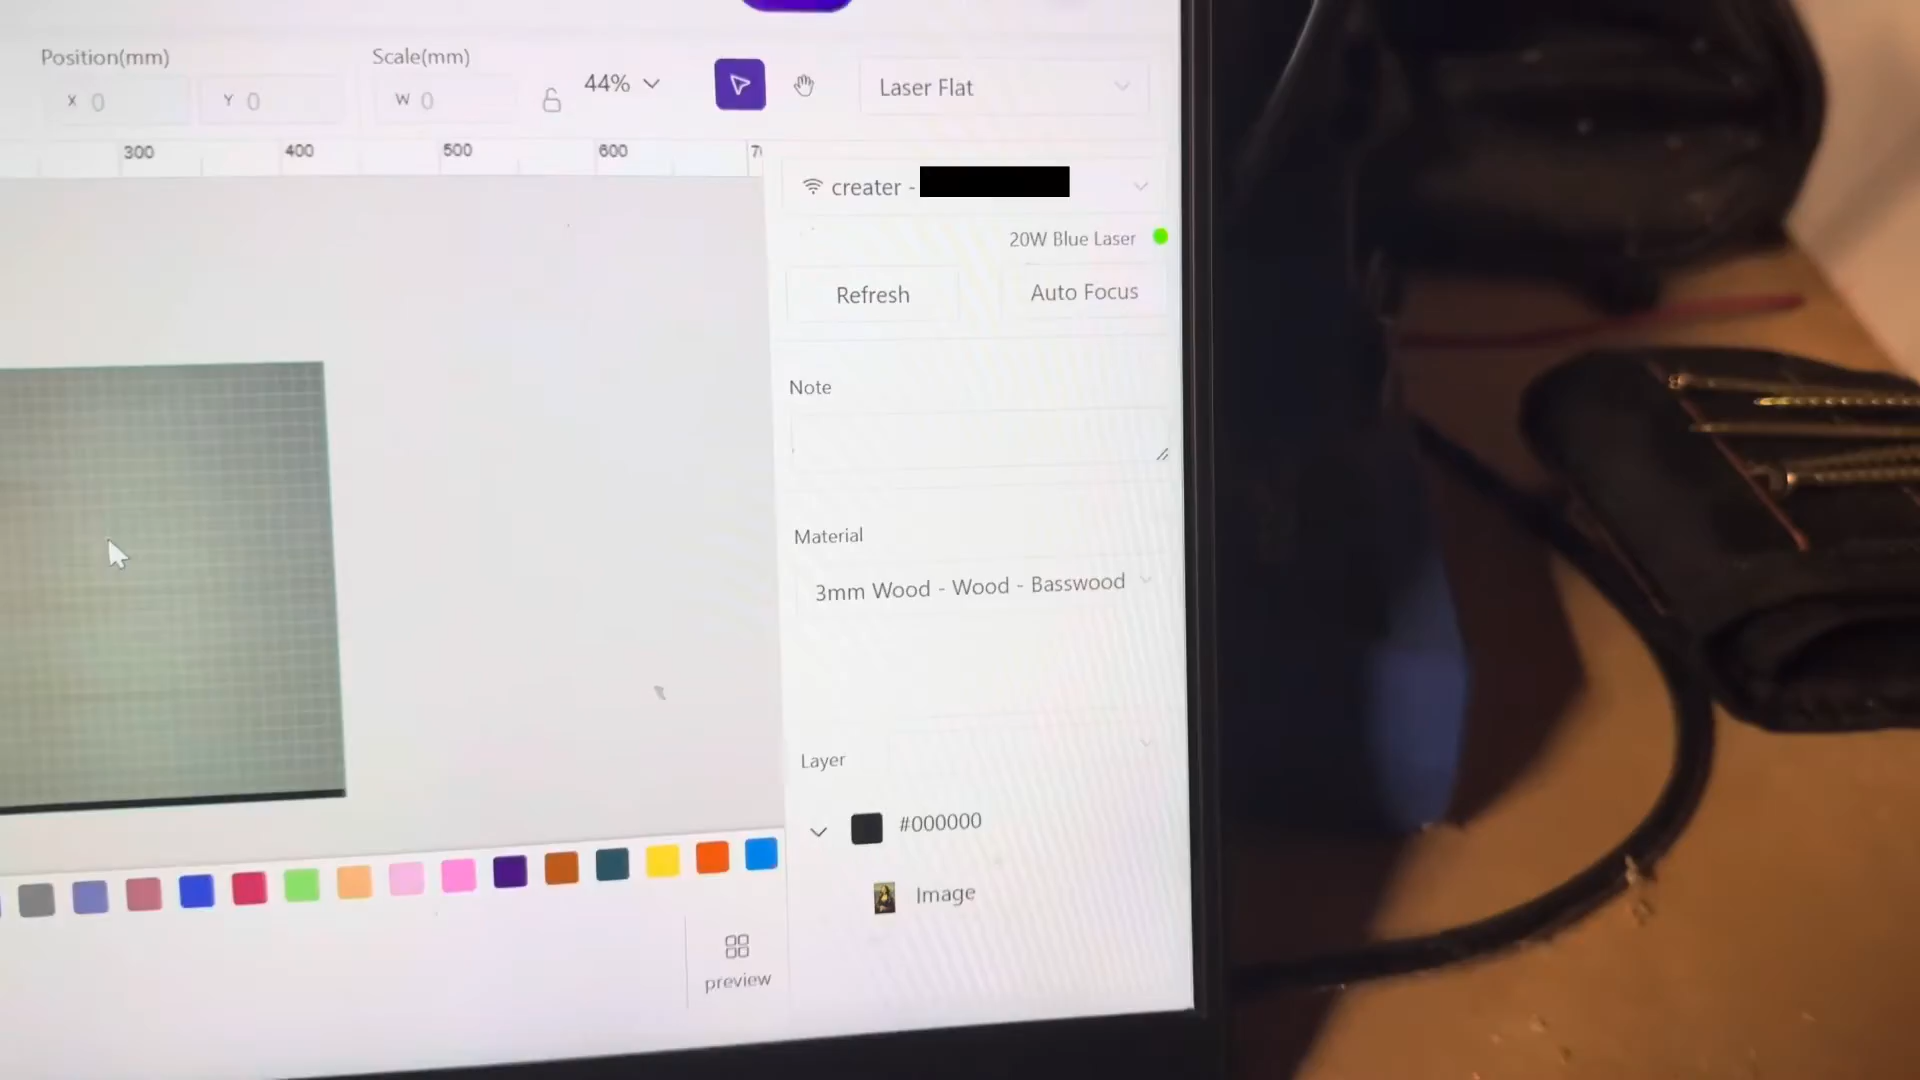 Position(mm) Scale(mm)
X 0 Y 0 W 0 44% Laser Flat
300 400 500 600
creater -
20W Blue Laser
Refresh Auto Focus
Note
Material
3mm Wood - Wood - Basswood
Layer
#000000
Image
preview